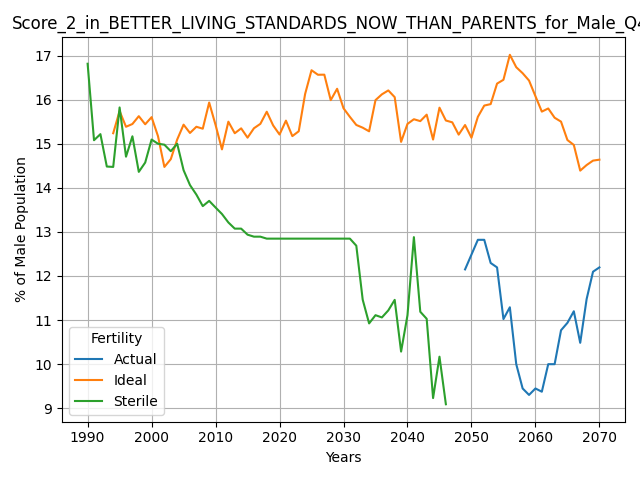 Score_2_in_BETTER_LIVING_STANDARDS_NOW_THAN_PARENTS_for_Male_Q4
17
16
15
14
13
12
11
10
9
% of Male Population
Fertility
Actual
Ideal
Sterile
1990 2000 2010 2020 2030 2040 2050 2060 2070
Years